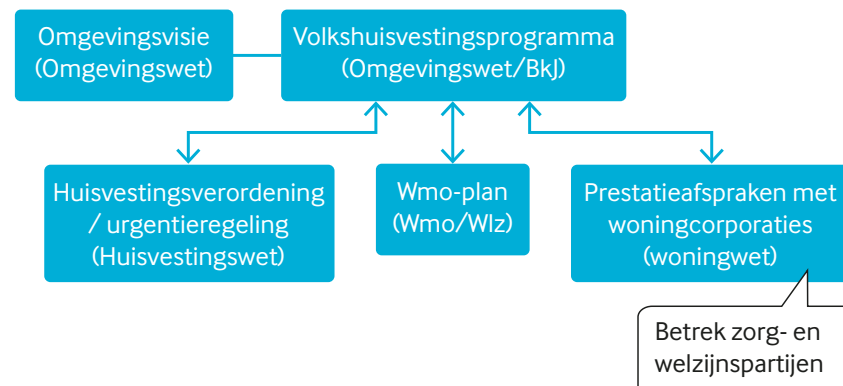 Omgevingsvisie
(Omgevingswet)
Volkshuisvestingsprogramma
(Omgevingswet/BkJ)
Huisvestingsverordening
/ urgentieregeling
(Huisvestingswet)
Wmo-plan
(Wmo/Wlz)
Prestatieafspraken met
woningcorporaties
(woningwet)
Betrek zorg- en
welzijnspartijen